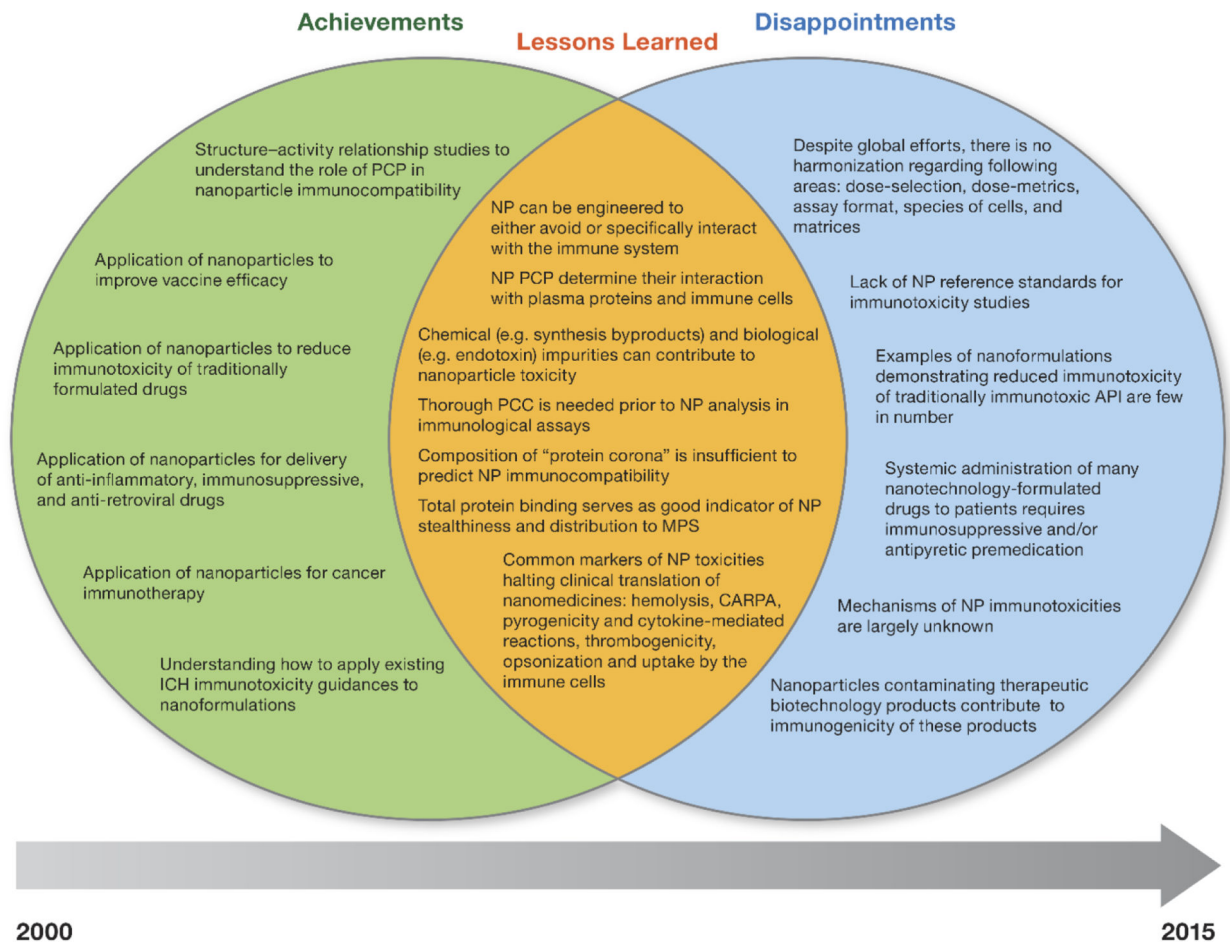 Achievements
Lessons Learned
Disappointments
Structure–activity relationship studies to
understand the role of PCP in
nanoparticle immunocompatibility
Application of nanoparticles to
improve vaccine efficacy
Application of nanoparticles to reduce
immunotoxicity of traditionally
formulated drugs
Application of nanoparticles for delivery
of anti-inflammatory, immunosuppressive,
and anti-retroviral drugs
Application of nanoparticles for cancer
immunotherapy
Understanding how to apply existing
ICH immunotoxicity guidances to
nanoformulations
NP can be engineered to
either avoid or specifically interact
with the immune system
NP PCP determine their interaction
with plasma proteins and immune cells
Chemical (e.g. synthesis byproducts) and biological
(e.g. endotoxin) impurities can contribute to
nanoparticle toxicity
Thorough PCC is needed prior to NP analysis in
immunological assays
Composition of “protein corona” is insufficient to
predict NP immunocompatibility
Total protein binding serves as good indicator of NP
stealthiness and distribution to MPS
Common markers of NP toxicities
halting clinical translation of
nanomedicines: hemolysis, CARPA,
pyrogenicity and cytokine-mediated
reactions, thrombogenicity,
opsonization and uptake by the
immune cells
Despite global efforts, there is no
harmonization regarding following
areas: dose-selection, dose-metrics,
assay format, species of cells, and
matrices
Lack of NP reference standards for
immunotoxicity studies
Examples of nanoformulations
demonstrating reduced immunotoxicity
of traditionally immunotoxic API are few
in number
Systemic administration of many
nanotechnology-formulated
drugs to patients requires
immunosuppressive and/or
antipyretic premedication
Mechanisms of NP immunotoxicities
are largely unknown
Nanoparticles contaminating therapeutic
biotechnology products contribute to
immunogenicity of these products
2000
2015